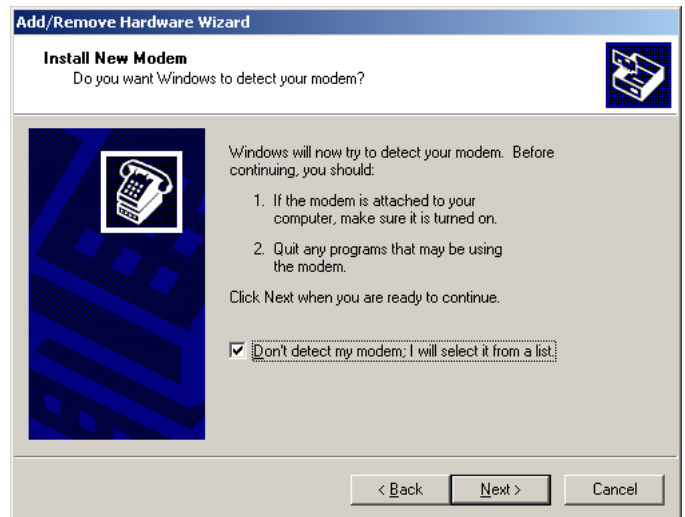 Add/Remove Hardware Wizard
Install New Modem
Do you want Windows to detect your modem?
Windows will now try to detect your modem. Before
continuing, you should:
1. If the modem is attached to your
computer, make sure it is turned on.
2. Quit any programs that may be using
the modem.
Click Next when you are ready to continue.
Don't detect my modem; I will select it from a list.
< Back Next > Cancel